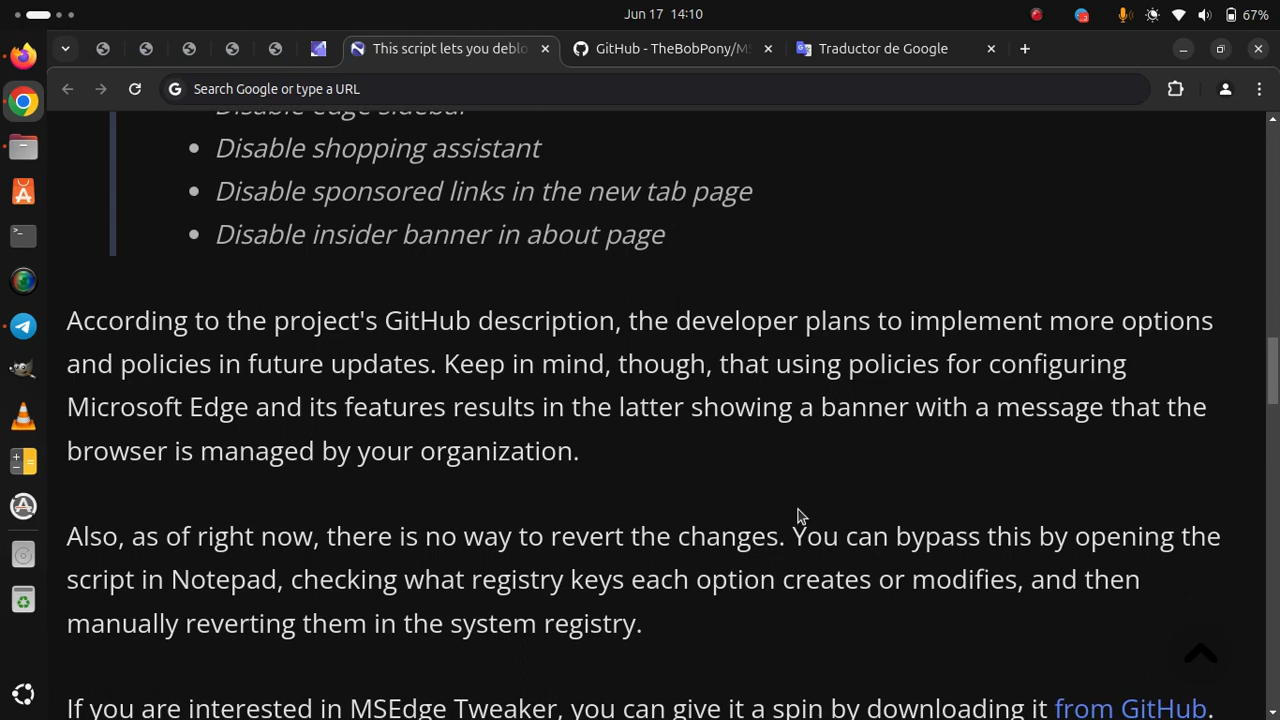 Jun 17 14:10
67%
This script lets you deblo
GitHub - TheBobPony/MS
Traductor de Google
Search Google or type a URL
Disable edge sidebar
Disable shopping assistant
Disable sponsored links in the new tab page
Disable insider banner in about page
According to the project's GitHub description, the developer plans to implement more options
and policies in future updates. Keep in mind, though, that using policies for configuring
Microsoft Edge and its features results in the latter showing a banner with a message that the
browser is managed by your organization.
Also, as of right now, there is no way to revert the changes. You can bypass this by opening the
script in Notepad, checking what registry keys each option creates or modifies, and then
manually reverting them in the system registry.
If you are interested in MSEdge Tweaker, you can give it a spin by downloading it from GitHub.